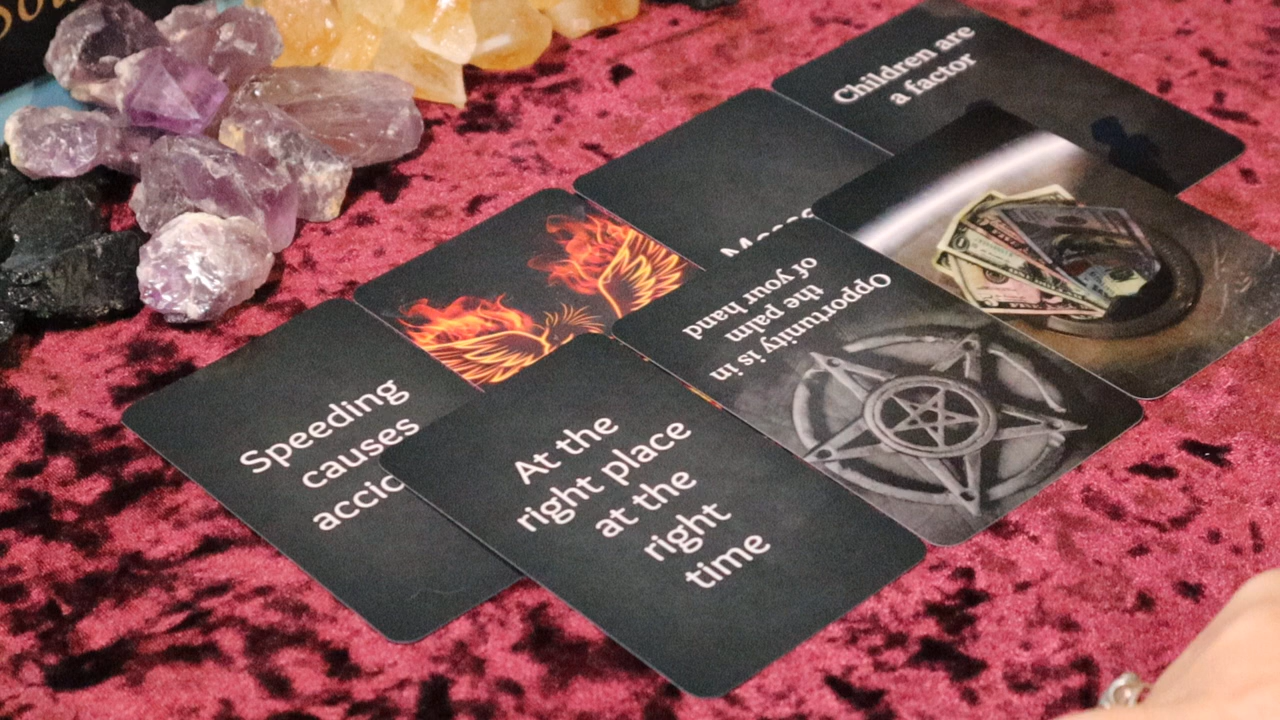 Children are
a factor
Opportunity is in
the palm
of your hand
Speeding
causes
At the
right place
at the
right
time